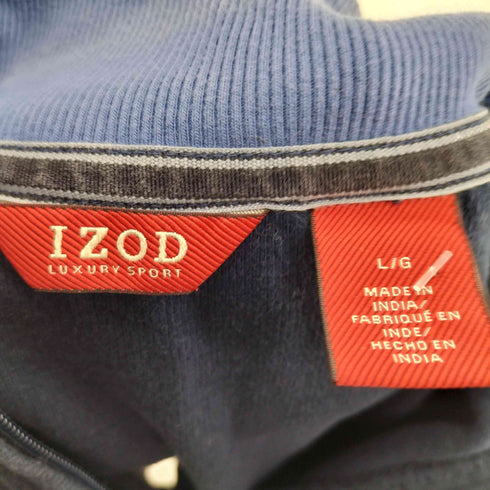 IZOD
LUXURY SPORT
L/G
MADE IN
INDIA/
FABRIQUÉ EN
INDE/
HECHO EN
INDIA